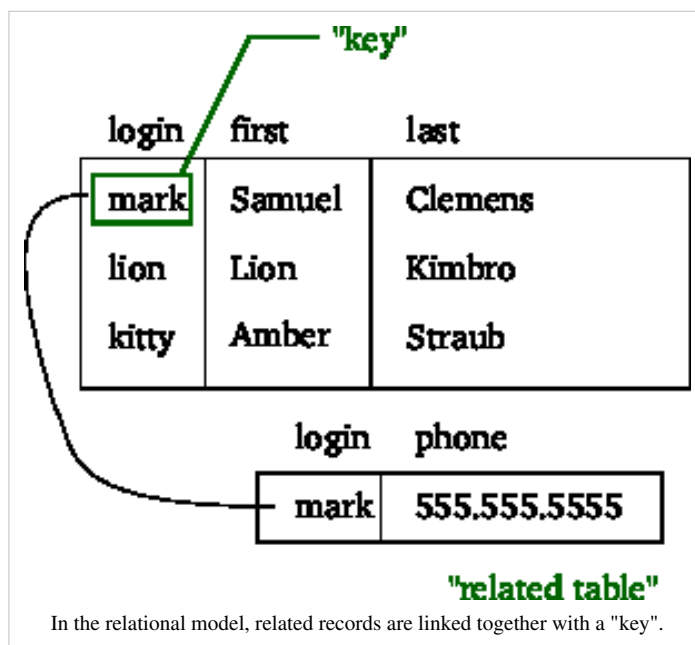 "key"
login first last
mark Samuel Clemens
lion Lion Kimbro
kitty Amber Straub
login phone
mark 555.555.5555
"related table"
In the relational model, related records are linked together with a "key".